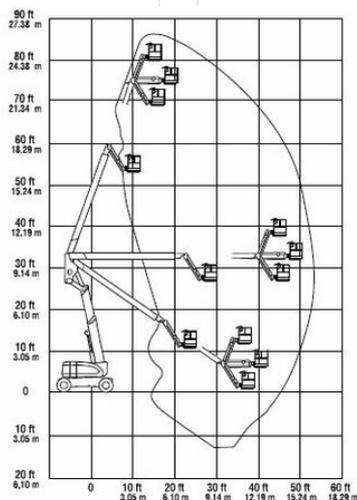 90 ft
27.38 m
80 ft
24.38 m
70 ft
21.34 m
60 ft
18.29 m
50 ft
15.24 m
40 ft
12.19 m
30 ft
9.14 m
20 ft
6.10 m
10 ft
3.05 m
0
10 ft
3.05 m
20 ft
6,10 m
0 10 ft 20 ft 30 ft 40 ft 50 ft 60 ft
3.05 m 6,10 m 9.14 m 12.19 m 15.24 m 18.29 m